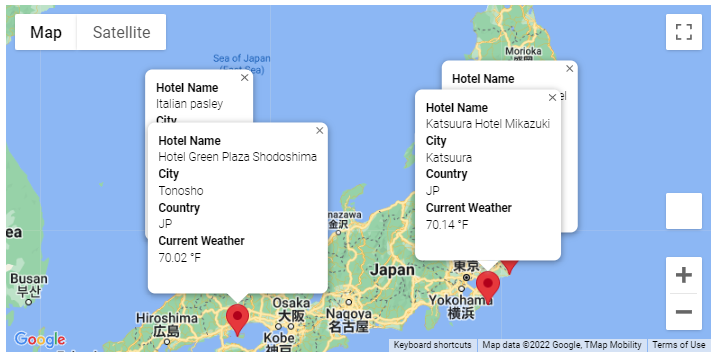 Map
Satellite
Sea of Japan
(East Sea)
Morioka
盛岡
Hotel Name
Italian pasley
City
Hotel Name
Hotel Green Plaza Shodoshima
City
Tonosho
Country
JP
Current Weather
70.02 °F
Hotel Name
Hotel Name
Katsuura Hotel Mikazuki
City
Katsuura
Country
JP
Current Weather
70.14 °F
金沢
Japan
東京
Yokohama
横浜
Nagoya
名古屋
Osaka
大阪
Kobe
神戸
Hiroshima
広島
Busan
부산
Google
Keyboard shortcuts
Map data ©2022 Google, TMap Mobility
Terms of Use